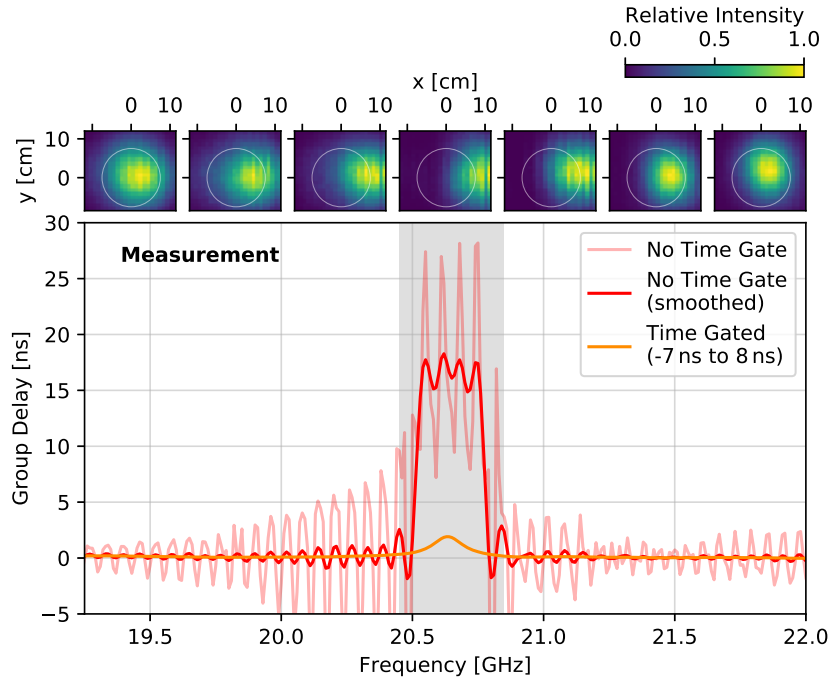 Relative Intensity
0.0 0.5 1.0
x [cm]
0 10 0 10 0 10 0 10 0 10 0 10 0 10
y [cm]
10
0
30
25
20
15
10
5
0
−5
Group Delay [ns]
Measurement
No Time Gate
No Time Gate
(smoothed)
Time Gated
(-7 ns to 8 ns)
19.5 20.0 20.5 21.0 21.5 22.0
Frequency [GHz]